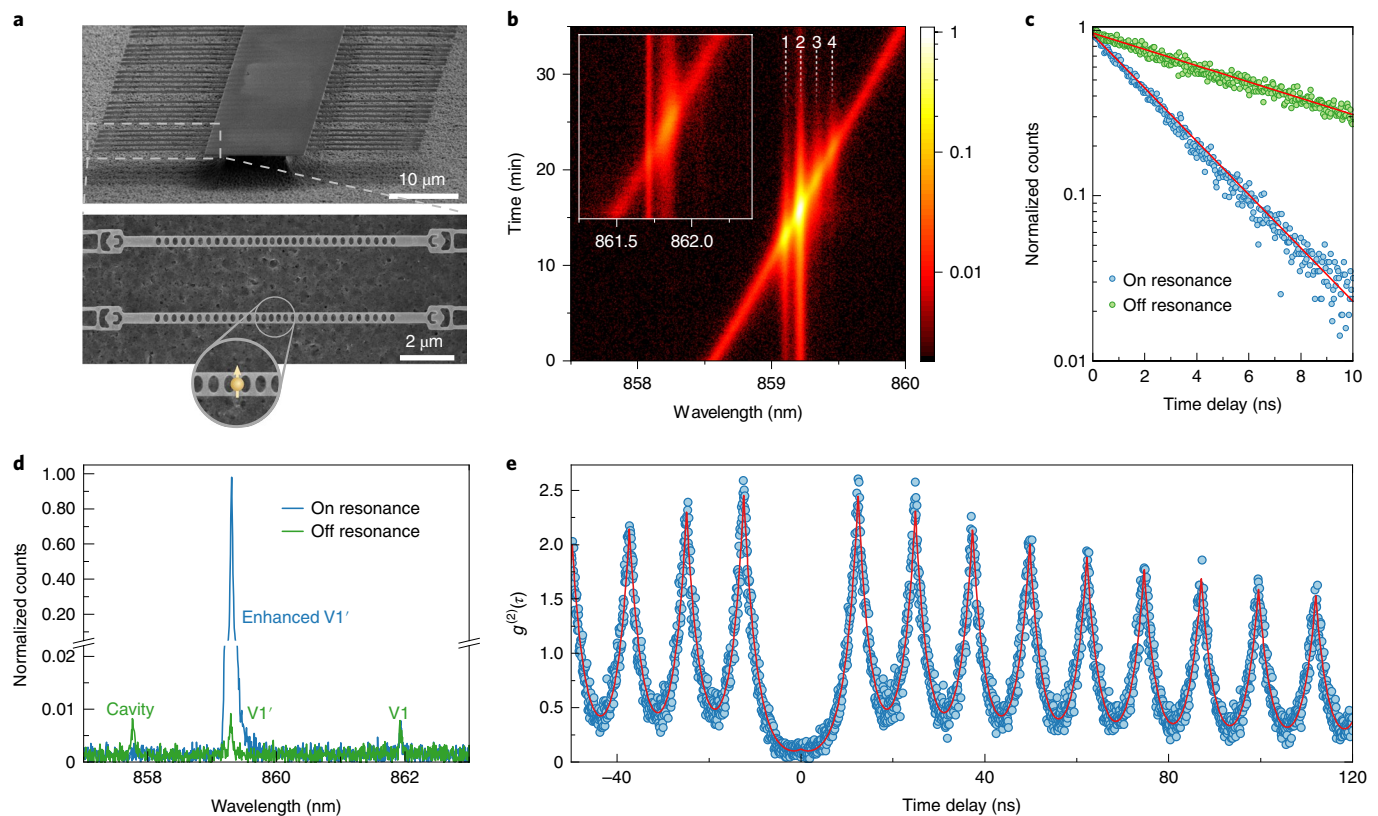 a
10 μm
2 μm
b
Time (min)
30
20
10
0
1 2 3 4
861.5 862.0
858 859 860
Wavelength (nm)
1
0.1
0.01
c
Normalized counts
1
0.1
0.01
On resonance
Off resonance
0 2 4 6 8 10
Time delay (ns)
d
Normalized counts
1.00
0.80
0.60
0.40
0.20
0.02
0.01
0
On resonance
Off resonance
Enhanced V1′
Cavity
V1′
V1
858 860 862
Wavelength (nm)
e
g(2)(τ)
2.5
2.0
1.5
1.0
0.5
0
−40 0 40 80 120
Time delay (ns)